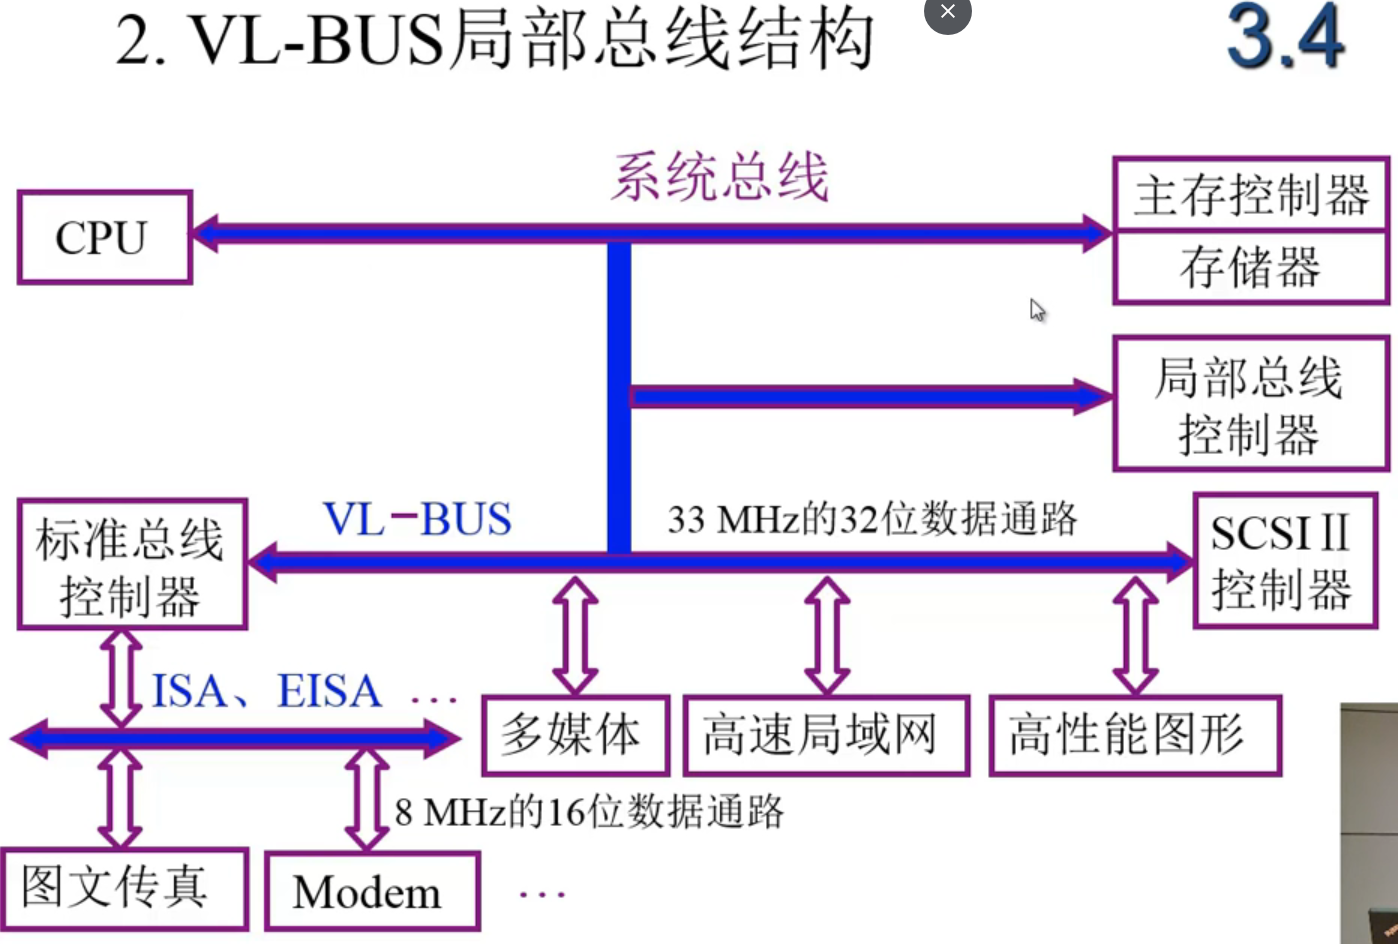 2. VL-BUS局部总线结构
3.4
系统总线
CPU
主存控制器
存储器
局部总线
控制器
标准总线
控制器
VL-BUS
33 MHz的32位数据通路
SCSIⅡ
控制器
ISA、EISA …
多媒体
高速局域网
高性能图形
8 MHz的16位数据通路
图文传真
Modem
…